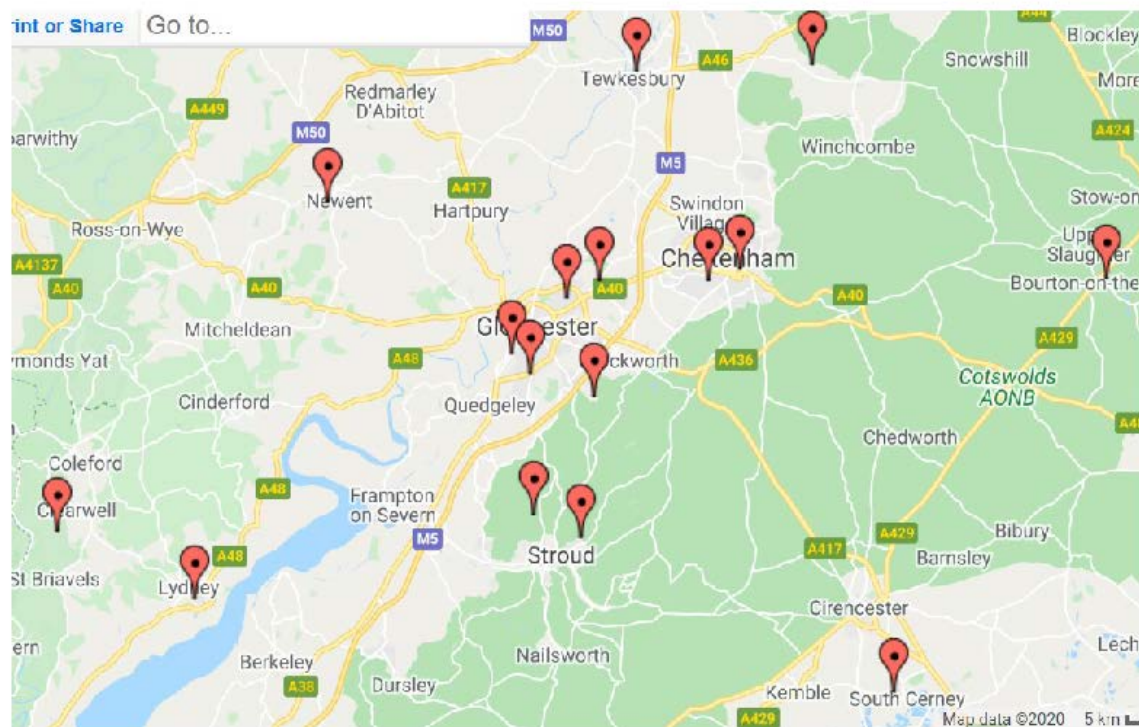 rint or Share Go to...
M50 A46 A44 Blockley
Tewkesbury Snowshill More
Redmarley
D'Abitot
A449 A424
arwithy M50 M5 Winchcombe
Newent A417 Hartpury Swindon Stow-on
Village
Ross-on-Wye Upp
Slaughter
A4137 Cheltenham
A40 A40 A40 A40 Bourton-on-the
Mitcheldean A429
ymonds Yat A48 ockworth A436
Cotswolds
AONB
Cinderford Quedgeley
Chedworth
Coleford
A48 Frampton
on Severn
Clearwell
M5 A429 Bibury
A48 Stroud A417 Barnsley
St Briavels Lydney
Cirencester
ern Nailsworth Lech
Berkeley
A38 Dursley Kemble South Cerney
A429 Map data ©2020 5 km